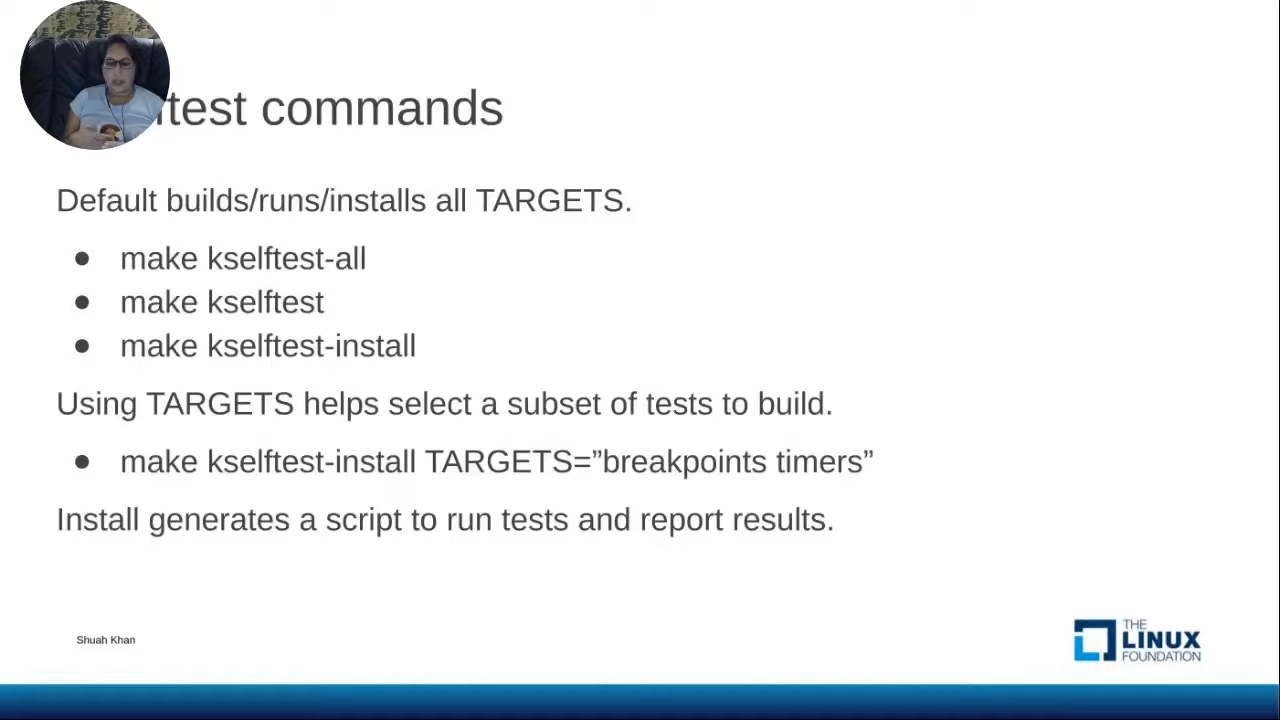 test commands
Default builds/runs/installs all TARGETS.
● make kselftest-all
● make kselftest
● make kselftest-install
Using TARGETS helps select a subset of tests to build.
● make kselftest-install TARGETS=”breakpoints timers”
Install generates a script to run tests and report results.
Shuah Khan
THE
LINUX
FOUNDATION